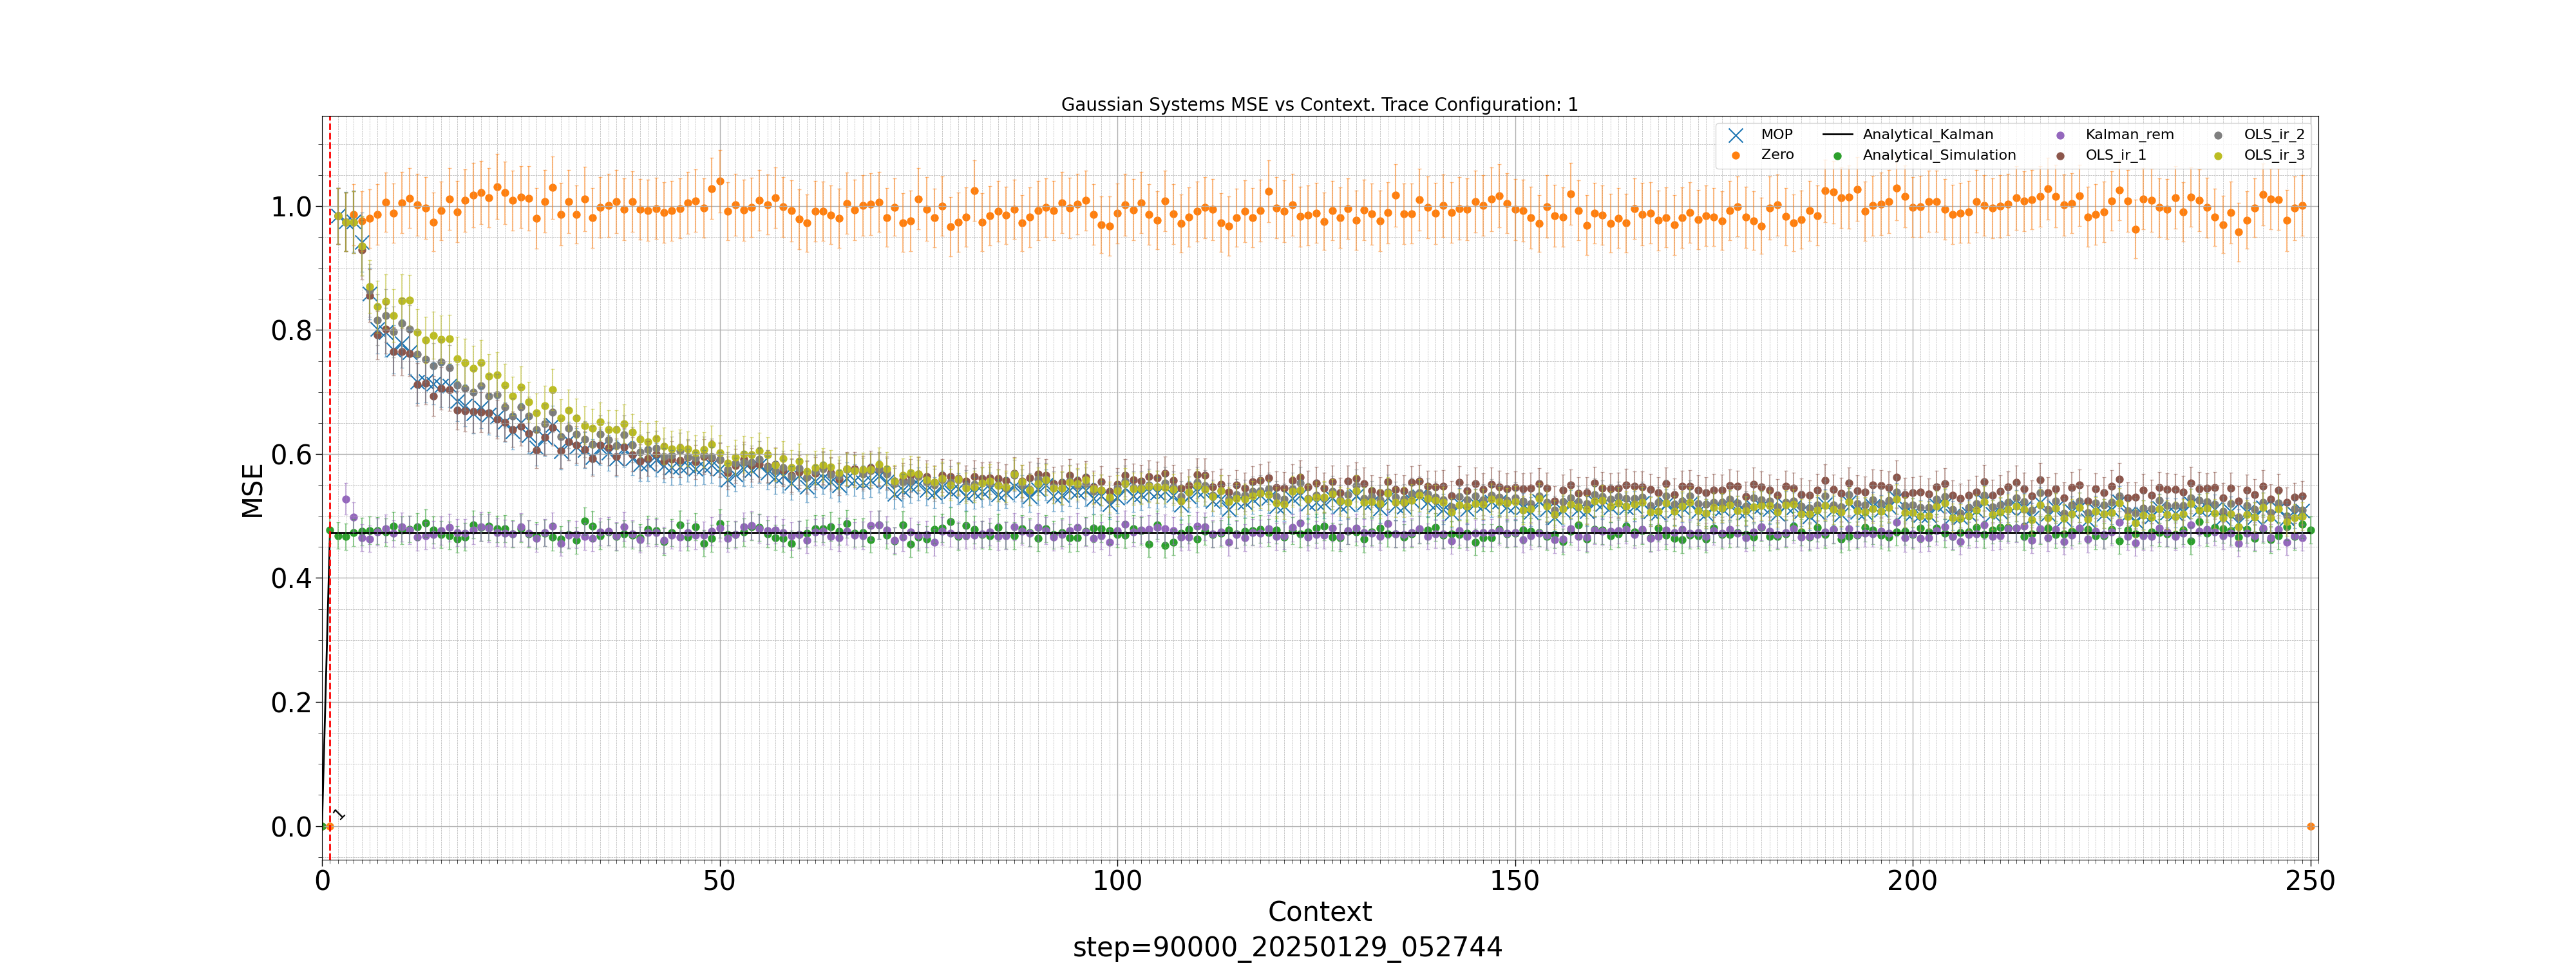 Gaussian Systems MSE vs Context. Trace Configuration: 1
MOP
Zero
Analytical_Kalman
Analytical_Simulation
Kalman_rem
OLS_ir_1
OLS_ir_2
OLS_ir_3
1.0
0.8
0.6
0.4
0.2
0.0
MSE
1
0 50 100 150 200 250
Context
step=90000_20250129_052744